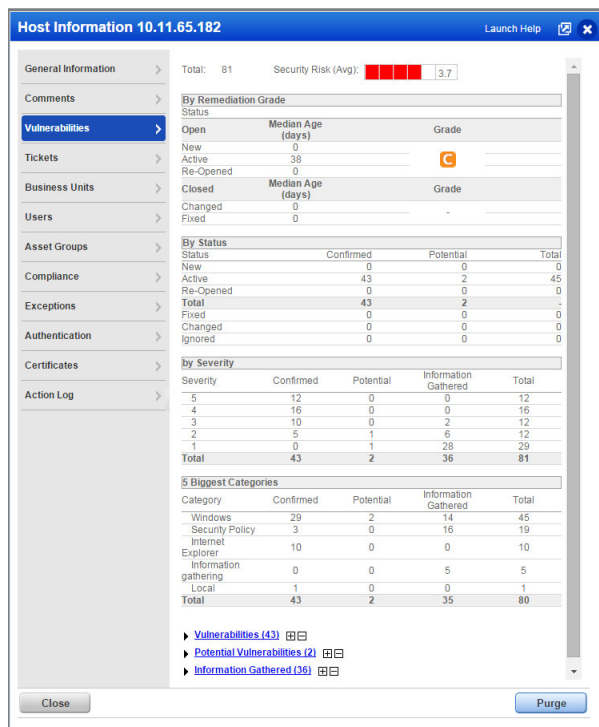 Host Information 10.11.65.182
Launch Help
General Information
Comments
Vulnerabilities
Tickets
Business Units
Users
Asset Groups
Compliance
Exceptions
Authentication
Certificates
Action Log
Total: 81 Security Risk (Avg): 3.7
By Remediation Grade
Status
Open Median Age (days) Grade
New 0
Active 38 C
Re-Opened 0
Closed Median Age (days) Grade
Changed 0 -
Fixed 0
By Status
Status Confirmed Potential Total
New 0 0 0
Active 43 2 45
Re-Opened 0 0 0
Total 43 2 -
Fixed 0 0 0
Changed 0 0 0
Ignored 0 0 0
by Severity
Severity Confirmed Potential Information Gathered Total
5 12 0 0 12
4 16 0 0 16
3 10 0 2 12
2 5 1 6 12
1 0 1 28 29
Total 43 2 36 81
5 Biggest Categories
Category Confirmed Potential Information Gathered Total
Windows 29 2 14 45
Security Policy 3 0 16 19
Internet Explorer 10 0 0 10
Information gathering 0 0 5 5
Local 1 0 0 1
Total 43 2 35 80
Vulnerabilities (43)
Potential Vulnerabilities (2)
Information Gathered (36)
Close
Purge